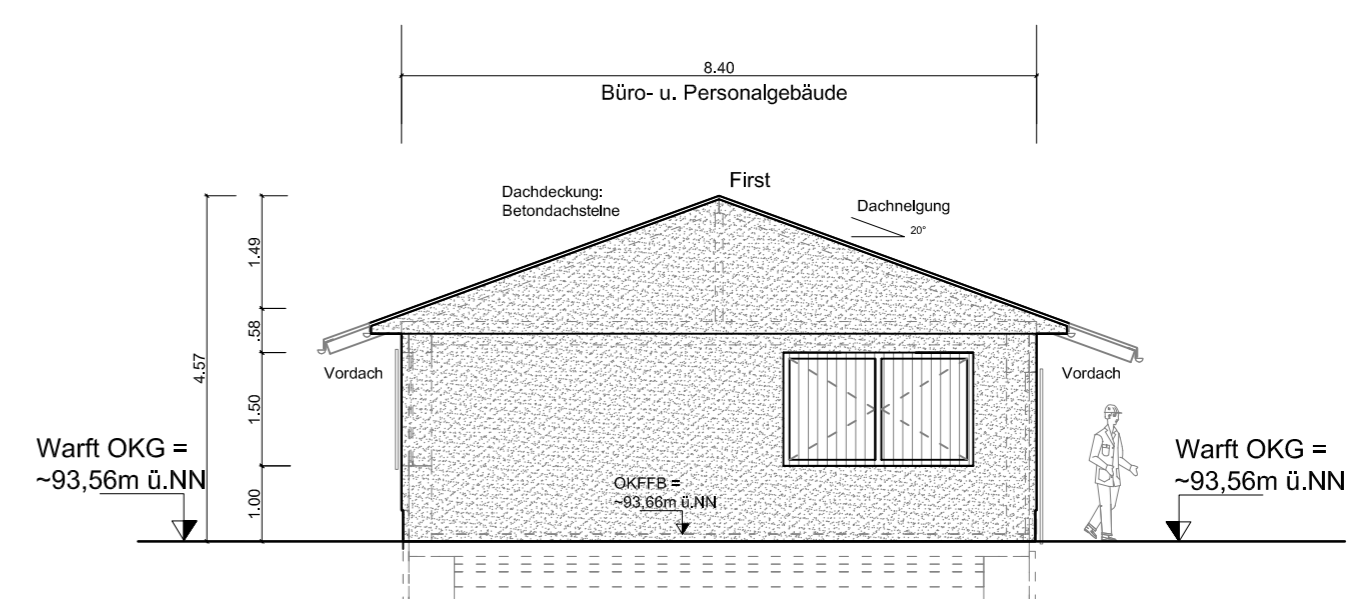 8.40
Büro- u. Personalgebäude
First
Dachdeckung:
Betondachsteine
Dachneigung
20°
1.49
.58
4.57
1.50
1.00
Vordach
Vordach
Warft OKG =
~93,56m ü.NN
OKFFB =
~93,66m ü.NN
Warft OKG =
~93,56m ü.NN